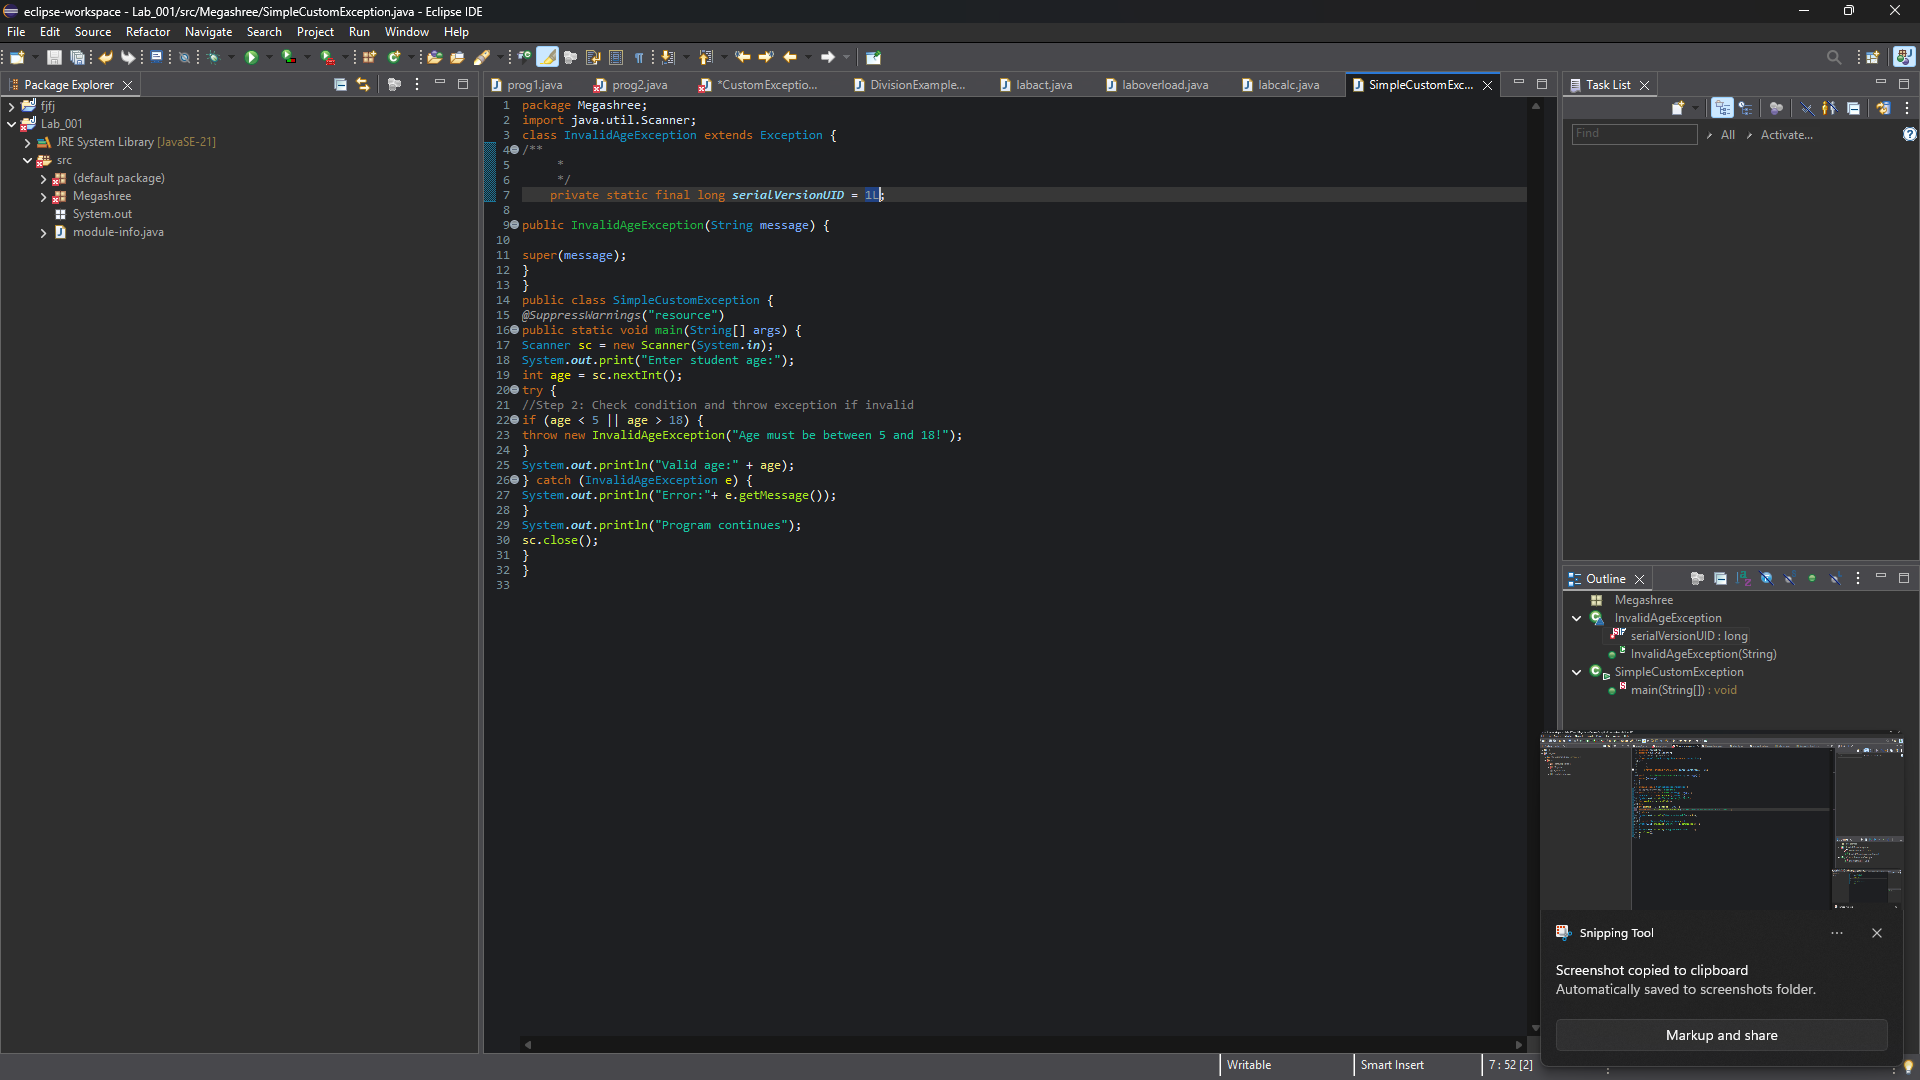 eclipse-workspace - Lab_001/src/Megashree/SimpleCustomException.java - Eclipse IDE
File Edit Source Refactor Navigate Search Project Run Window Help
Package Explorer
fjfj
Lab_001
JRE System Library [JavaSE-21]
src
(default package)
Megashree
System.out
module-info.java
prog1.java prog2.java *CustomExceptio... DivisionExample... labact.java laboverload.java labcalc.java SimpleCustomExc...
1 package Megashree;
2 import java.util.Scanner;
3 class InvalidAgeException extends Exception {
4 /**
5 *
6 */
7 private static final long serialVersionUID = 1L;
8
9 public InvalidAgeException(String message) {
10
11 super(message);
12 }
13 }
14 public class SimpleCustomException {
15 @SuppressWarnings("resource")
16 public static void main(String[] args) {
17 Scanner sc = new Scanner(System.in);
18 System.out.print("Enter student age:");
19 int age = sc.nextInt();
20 try {
21 //Step 2: Check condition and throw exception if invalid
22 if (age < 5 || age > 18) {
23 throw new InvalidAgeException("Age must be between 5 and 18!");
24 }
25 System.out.println("Valid age:" + age);
26 } catch (InvalidAgeException e) {
27 System.out.println("Error:"+ e.getMessage());
28 }
29 System.out.println("Program continues");
30 sc.close();
31 }
32 }
33
Task List
Find All Activate...
Outline
Megashree
InvalidAgeException
serialVersionUID : long
InvalidAgeException(String)
SimpleCustomException
main(String[]) : void
Snipping Tool
Screenshot copied to clipboard
Automatically saved to screenshots folder.
Markup and share
Writable Smart Insert 7 : 52 [2]